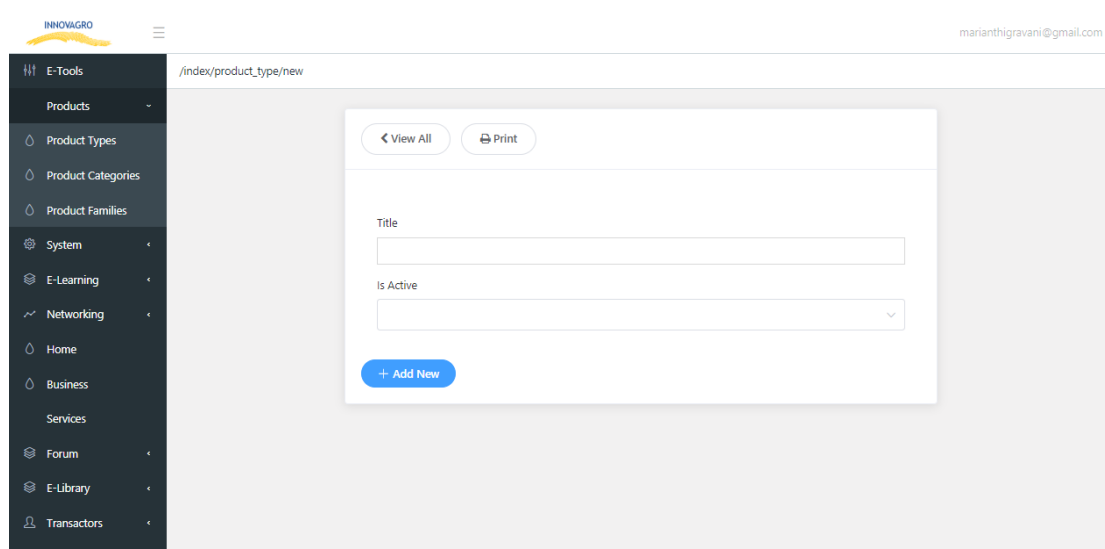 INNOVAGRO
marianthigravani@gmail.com
E-Tools
/index/product_type/new
Products
Product Types
Product Categories
Product Families
System
E-Learning
Networking
Home
Business
Services
Forum
E-Library
Transactors
View All
Print
Title
Is Active
+ Add New